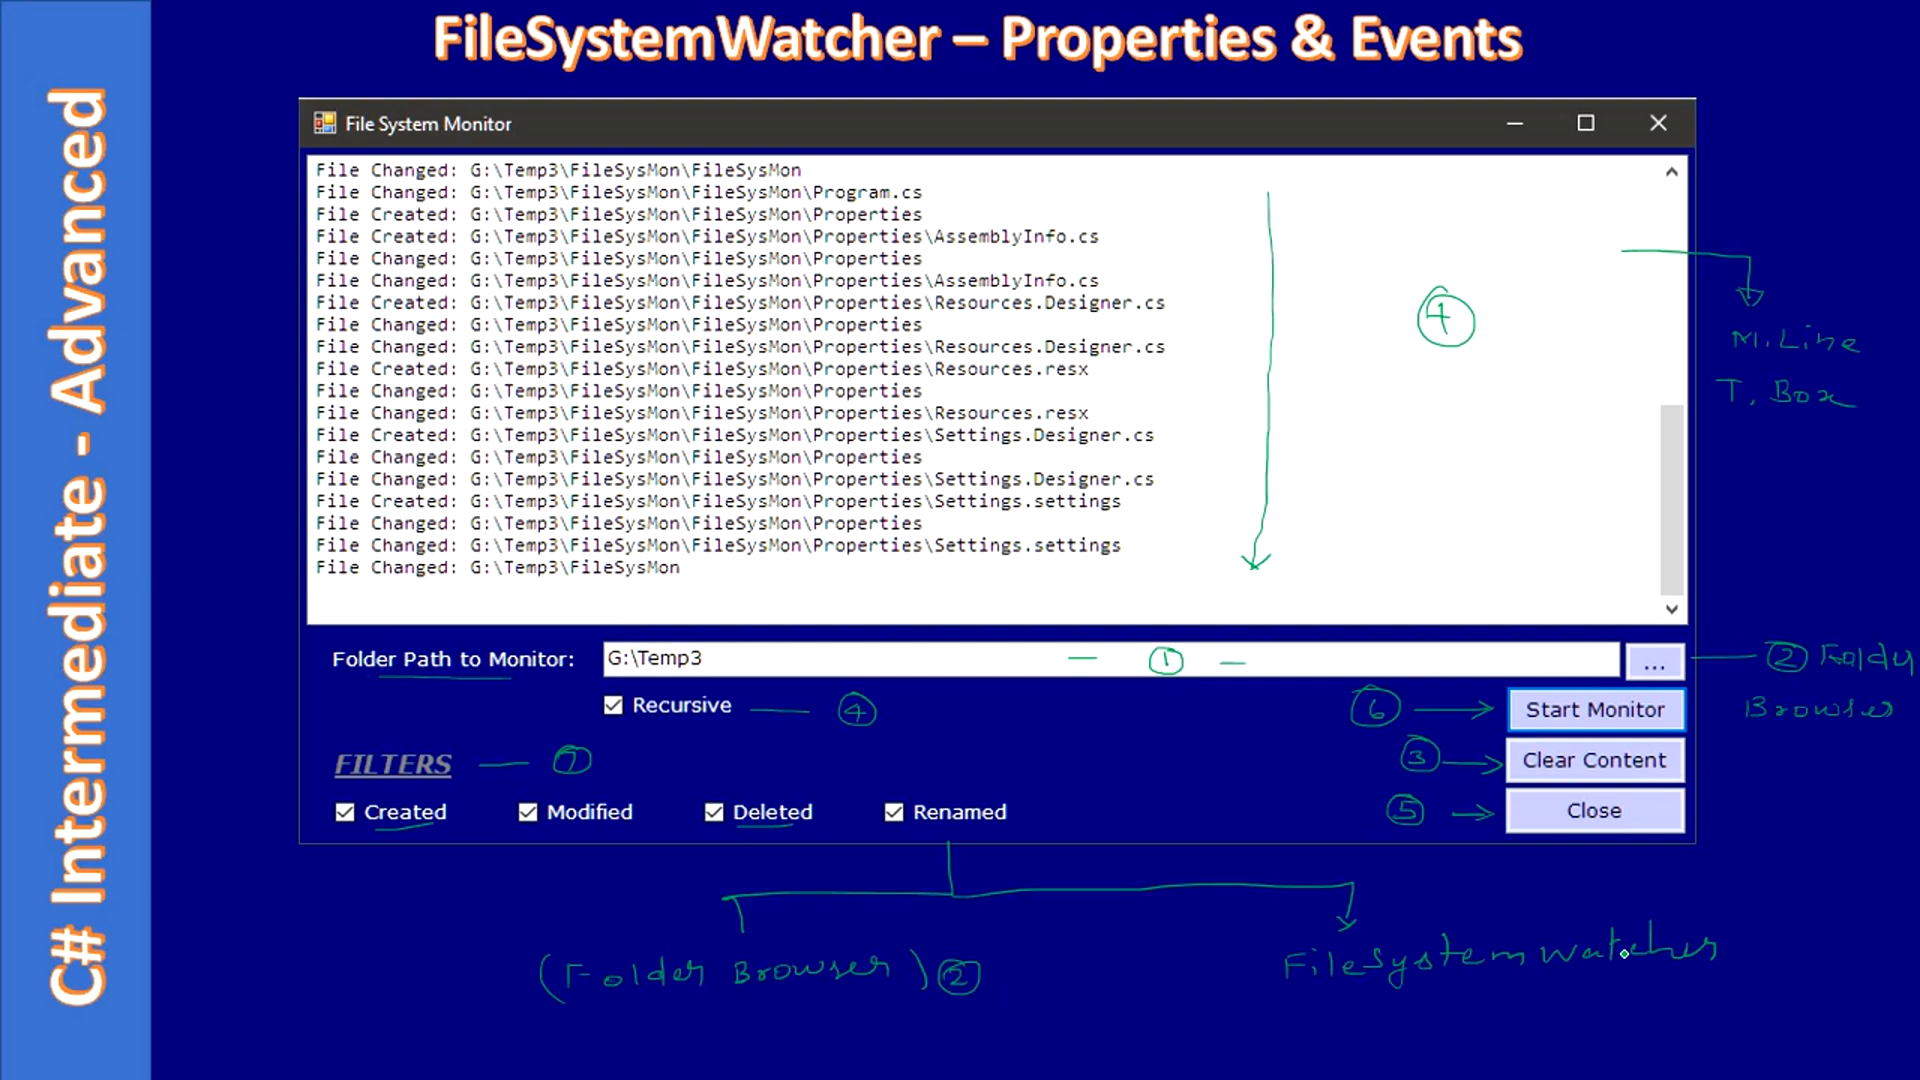 FileSystemWatcher – Properties & Events
C# Intermediate - Advanced
File System Monitor
File Changed: G:\Temp3\FileSysMon\FileSysMon
File Changed: G:\Temp3\FileSysMon\FileSysMon\Program.cs
File Created: G:\Temp3\FileSysMon\FileSysMon\Properties
File Created: G:\Temp3\FileSysMon\FileSysMon\Properties\AssemblyInfo.cs
File Changed: G:\Temp3\FileSysMon\FileSysMon\Properties
File Changed: G:\Temp3\FileSysMon\FileSysMon\Properties\AssemblyInfo.cs
File Created: G:\Temp3\FileSysMon\FileSysMon\Properties\Resources.Designer.cs
File Changed: G:\Temp3\FileSysMon\FileSysMon\Properties
File Changed: G:\Temp3\FileSysMon\FileSysMon\Properties\Resources.Designer.cs
File Created: G:\Temp3\FileSysMon\FileSysMon\Properties\Resources.resx
File Changed: G:\Temp3\FileSysMon\FileSysMon\Properties
File Changed: G:\Temp3\FileSysMon\FileSysMon\Properties\Resources.resx
File Created: G:\Temp3\FileSysMon\FileSysMon\Properties\Settings.Designer.cs
File Changed: G:\Temp3\FileSysMon\FileSysMon\Properties
File Changed: G:\Temp3\FileSysMon\FileSysMon\Properties\Settings.Designer.cs
File Created: G:\Temp3\FileSysMon\FileSysMon\Properties\Settings.settings
File Changed: G:\Temp3\FileSysMon\FileSysMon\Properties
File Changed: G:\Temp3\FileSysMon\FileSysMon\Properties\Settings.settings
File Changed: G:\Temp3\FileSysMon
4
M.Line
T. Box
Folder Path to Monitor: G:\Temp3 1 ... 2 Folder
Browser
Recursive 4 6 Start Monitor
FILTERS 7 3 Clear Content
Created Modified Deleted Renamed 5 Close
(Folder Browser) 2 FileSystemWatcher